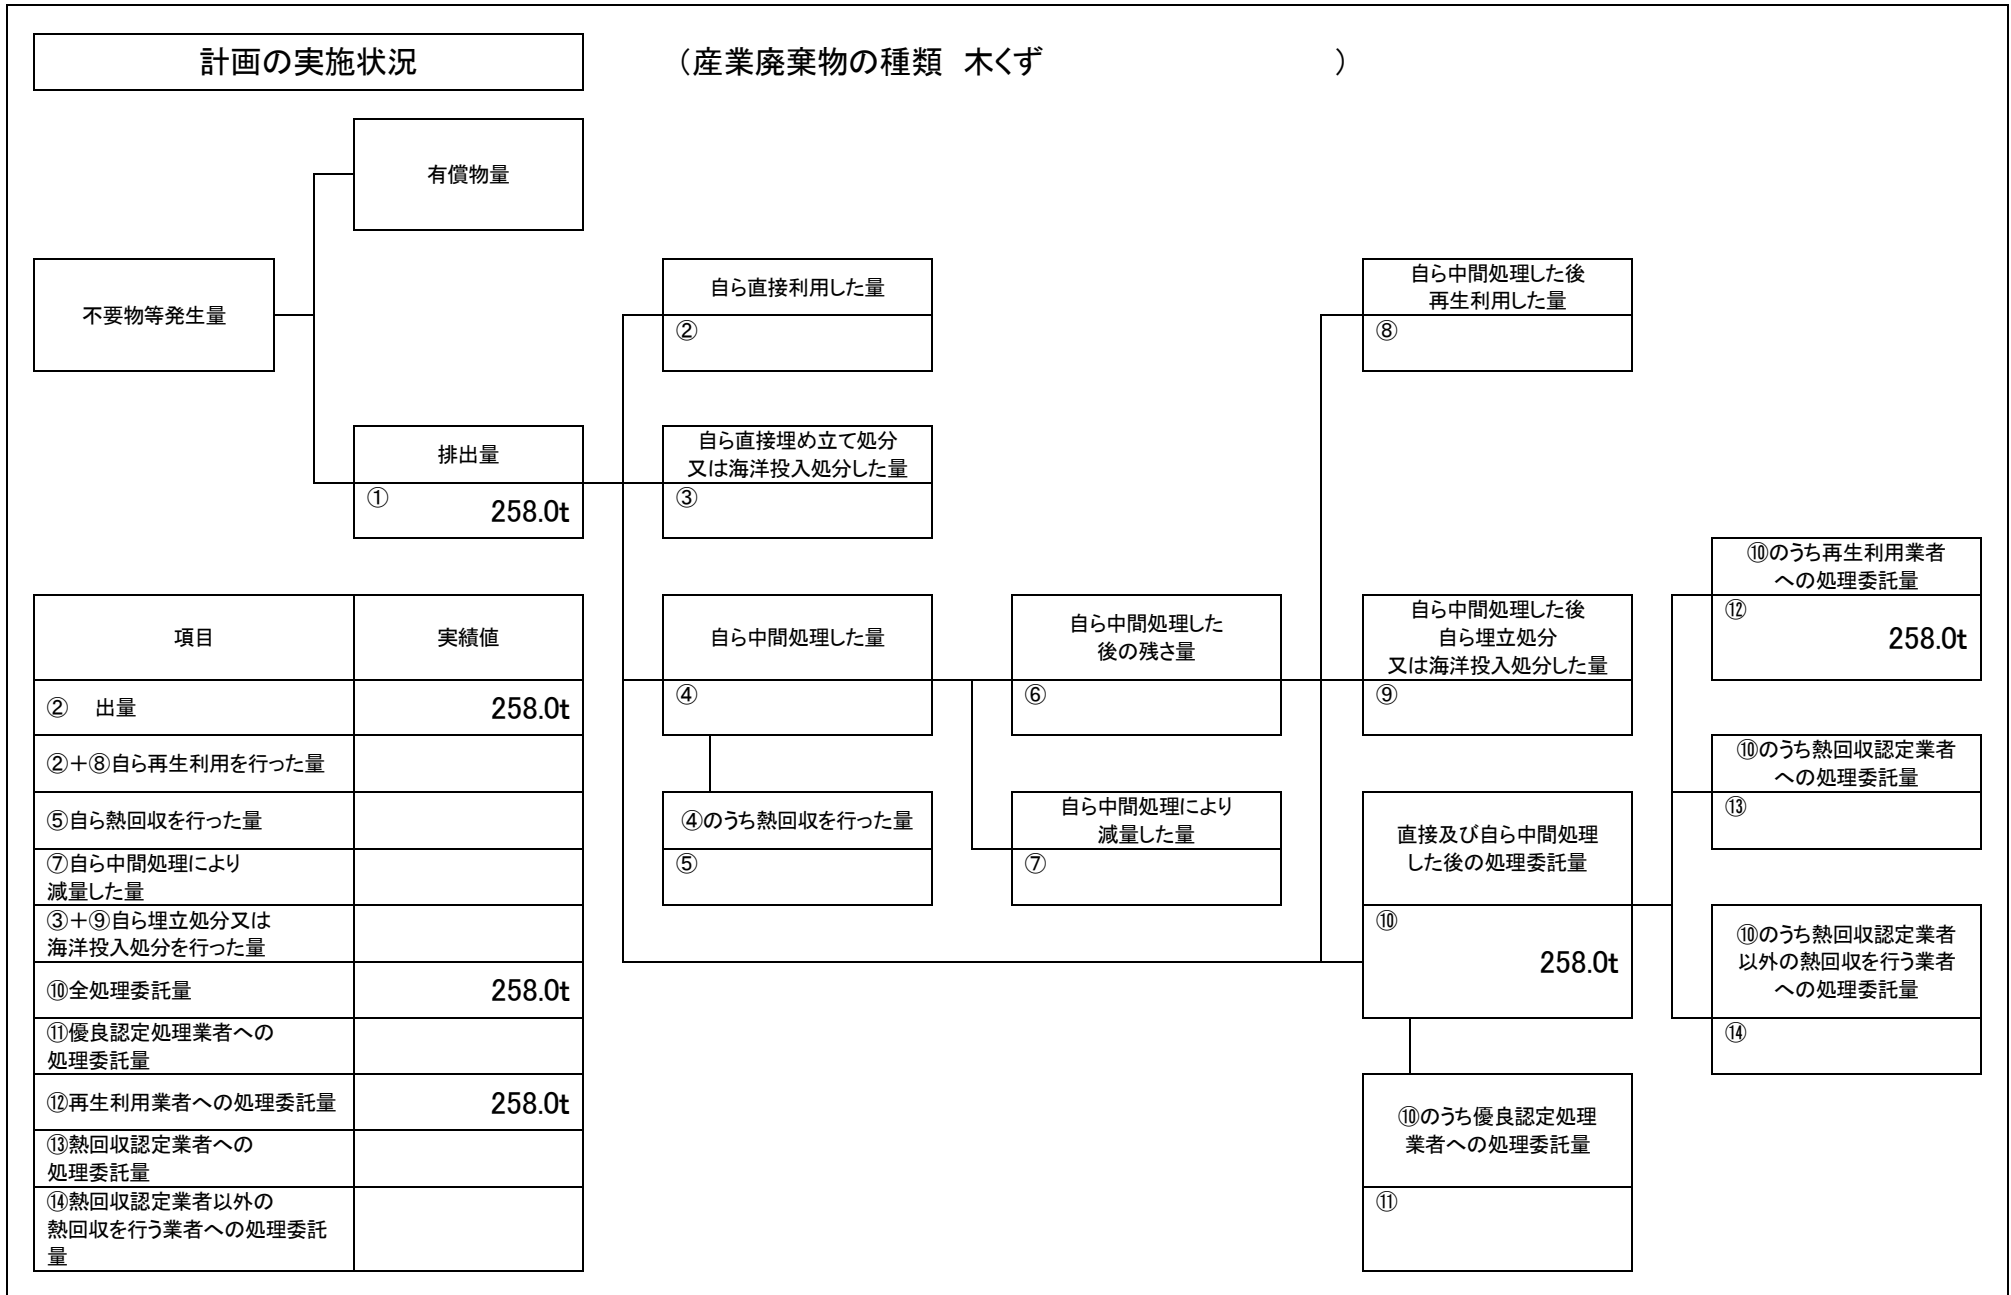 計画の実施状況
（産業廃棄物の種類　木くず　　　　　　　　　）
有償物量
不要物等発生量
排出量
①
258.0t
自ら直接利用した量
②
自ら直接埋め立て処分
又は海洋投入処分した量
③
自ら中間処理した量
④
④のうち熱回収を行った量
⑤
自ら中間処理した
後の残さ量
⑥
自ら中間処理により
減量した量
⑦
自ら中間処理した後
再生利用した量
⑧
自ら中間処理した後
自ら埋立処分
又は海洋投入処分した量
⑨
直接及び自ら中間処理
した後の処理委託量
⑩
258.0t
⑩のうち優良認定処理
業者への処理委託量
⑪
⑩のうち再生利用業者
への処理委託量
⑫
258.0t
⑩のうち熱回収認定業者
への処理委託量
⑬
⑩のうち熱回収認定業者
以外の熱回収を行う業者
への処理委託量
⑭
項目 実績値
②　出量 258.0t
②＋⑧自ら再生利用を行った量
⑤自ら熱回収を行った量
⑦自ら中間処理により
減量した量
③＋⑨自ら埋立処分又は
海洋投入処分を行った量
⑩全処理委託量 258.0t
⑪優良認定処理業者への
処理委託量
⑫再生利用業者への処理委託量 258.0t
⑬熱回収認定業者への
処理委託量
⑭熱回収認定業者以外の
熱回収を行う業者への処理委託
量